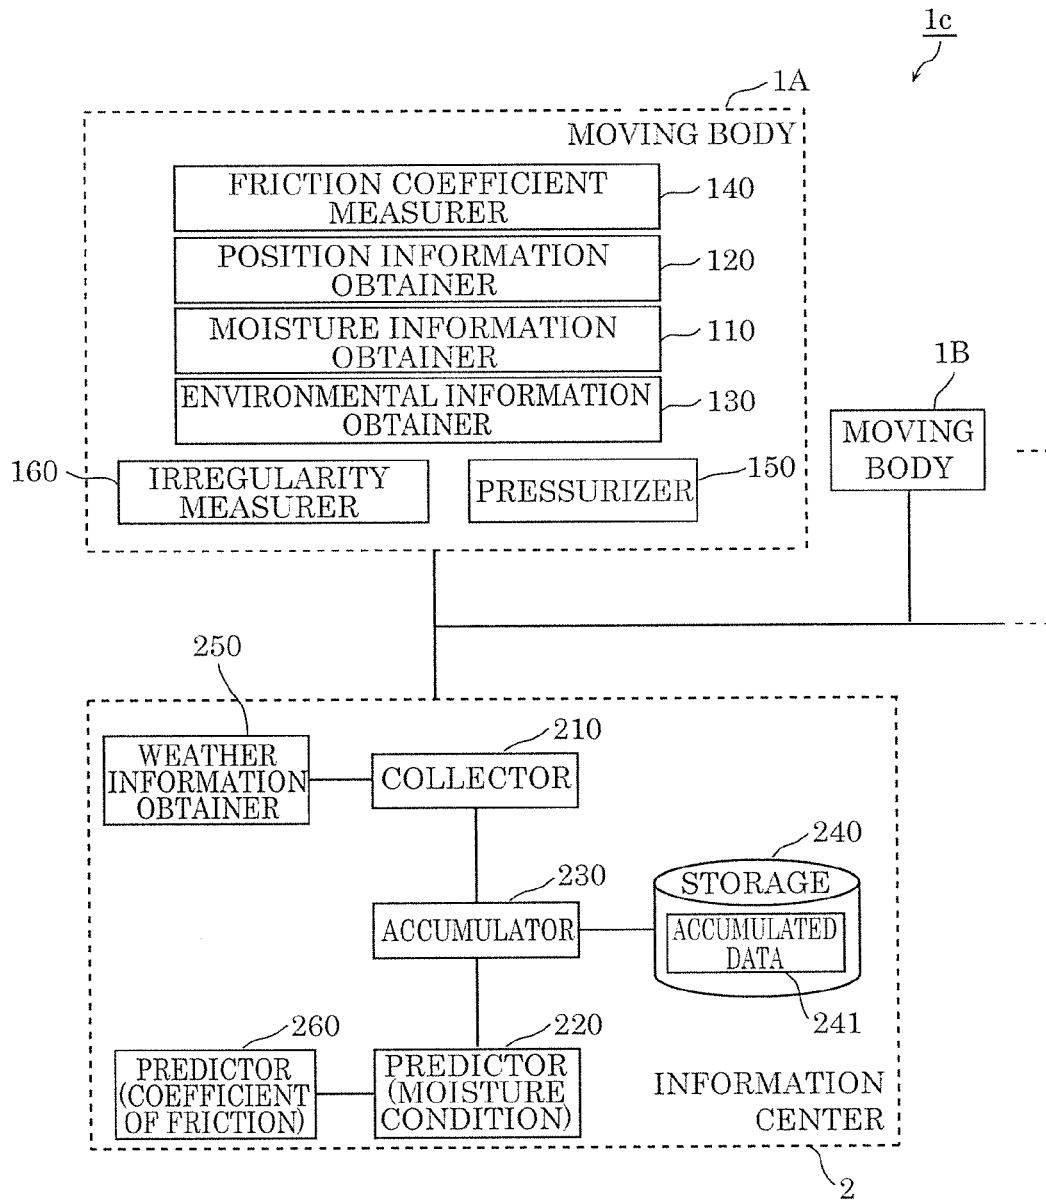 1c
1A
MOVING BODY
FRICTION COEFFICIENT
MEASURER
140
POSITION INFORMATION
OBTAINER
120
MOISTURE INFORMATION
OBTAINER
110
ENVIRONMENTAL INFORMATION
OBTAINER
130
160
IRREGULARITY
MEASURER
PRESSURIZER
150
1B
MOVING
BODY
250
WEATHER
INFORMATION
OBTAINER
210
COLLECTOR
230
ACCUMULATOR
240
STORAGE
ACCUMULATED
DATA
241
260
PREDICTOR
(COEFFICIENT
OF FRICTION)
220
PREDICTOR
(MOISTURE
CONDITION)
INFORMATION
CENTER
2